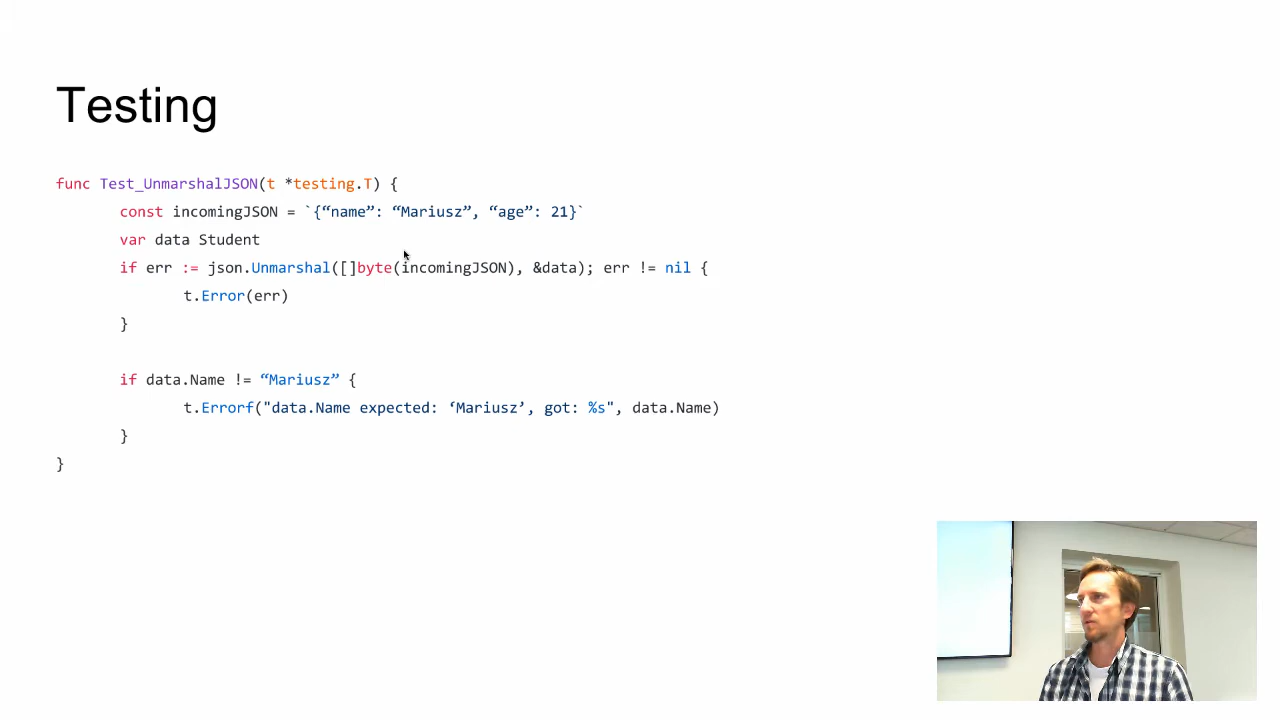 Testing
func Test_UnmarshalJSON(t *testing.T) {
const incomingJSON = `{“name”: “Mariusz”, “age”: 21}`
var data Student
if err := json.Unmarshal([]byte(incomingJSON), &data); err != nil {
t.Error(err)
}
if data.Name != “Mariusz” {
t.Errorf("data.Name expected: ‘Mariusz’, got: %s", data.Name)
}
}